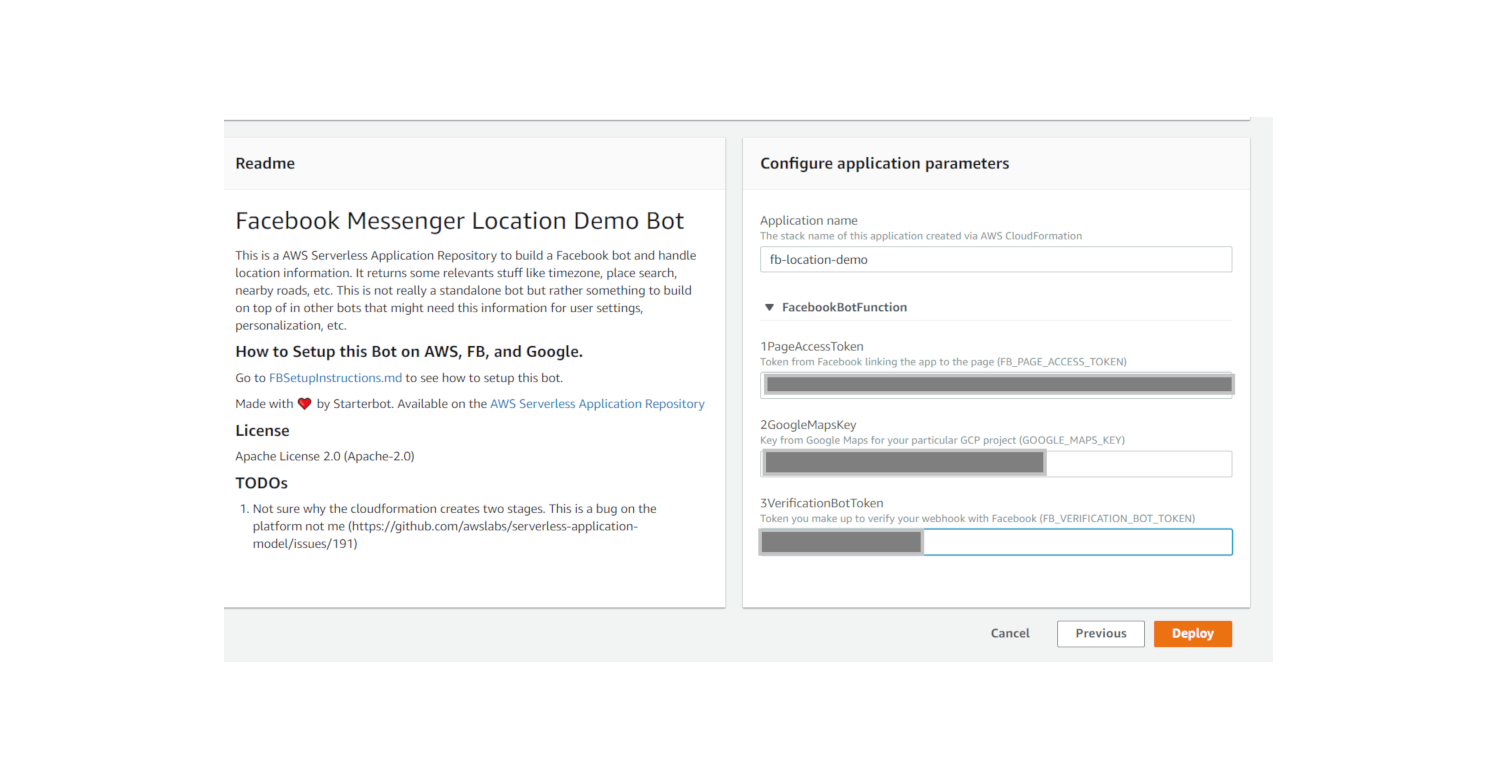 Readme
Facebook Messenger Location Demo Bot
This is a AWS Serverless Application Repository to build a Facebook bot and handle
location information. It returns some relevants stuff like timezone, place search,
nearby roads, etc. This is not really a standalone bot but rather something to build
on top of in other bots that might need this information for user settings,
personalization, etc.
How to Setup this Bot on AWS, FB, and Google.
Go to FBSetupInstructions.md to see how to setup this bot.
Made with ❤ by Starterbot. Available on the AWS Serverless Application Repository
License
Apache License 2.0 (Apache-2.0)
TODOs
1. Not sure why the cloudformation creates two stages. This is a bug on the
platform not me (https://github.com/awslabs/serverless-application-
model/issues/191)
Configure application parameters
Application name
The stack name of this application created via AWS CloudFormation
fb-location-demo
▼ FacebookBotFunction
1PageAccessToken
Token from Facebook linking the app to the page (FB_PAGE_ACCESS_TOKEN)
2GoogleMapsKey
Key from Google Maps for your particular GCP project (GOOGLE_MAPS_KEY)
3VerificationBotToken
Token you make up to verify your webhook with Facebook (FB_VERIFICATION_BOT_TOKEN)
Cancel Previous Deploy